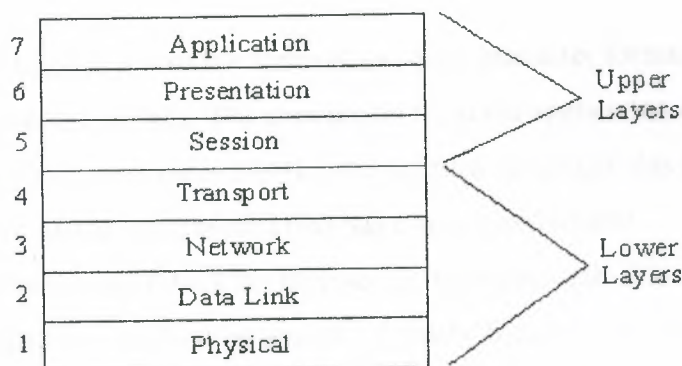 7 Application
6 Presentation
5 Session
4 Transport
3 Network
2 Data Link
1 Physical
Upper
Layers
Lower
Layers